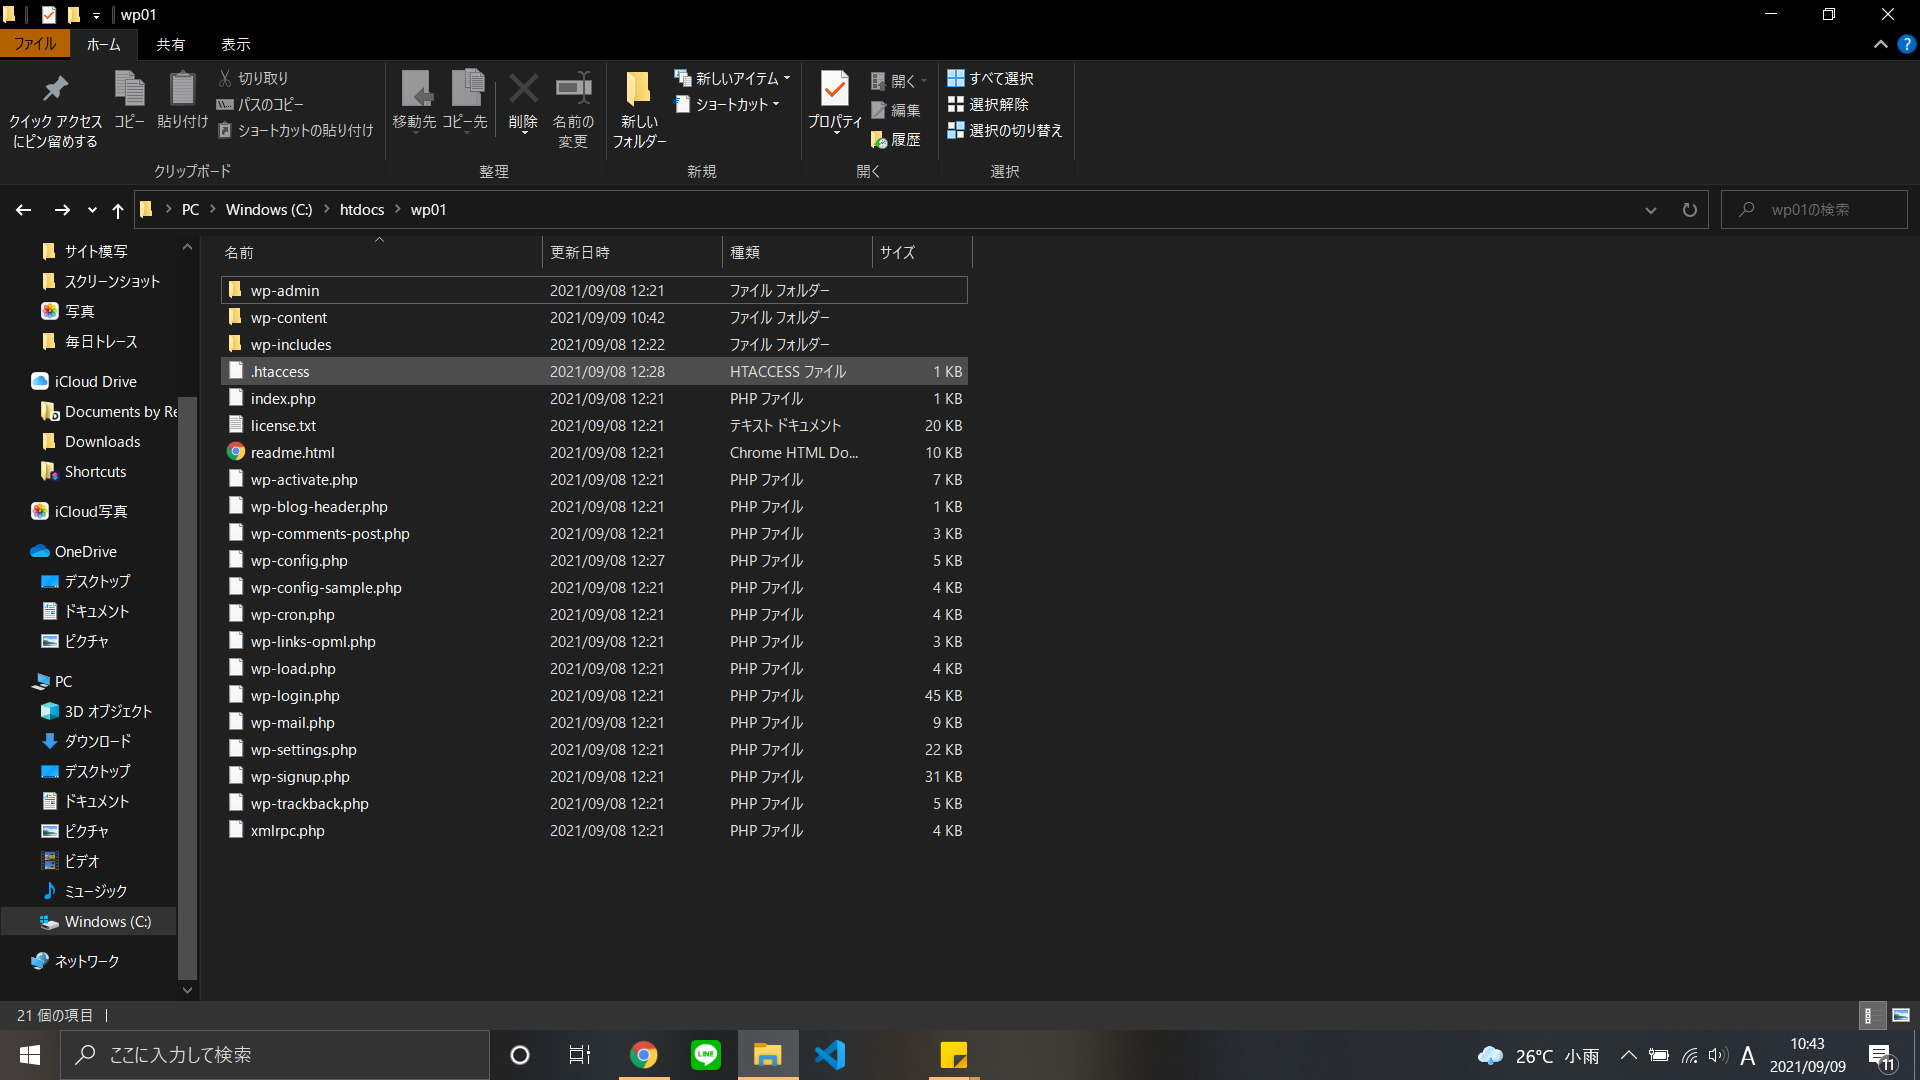 wp01
ファイル ホーム 共有 表示
クイック アクセス
にピン留めする
コピー
貼り付け
切り取り
パスのコピー
ショートカットの貼り付け
クリップボード
移動先 コピー先
削除
名前の
変更
整理
新しい
フォルダー
新しいアイテム
ショートカット
新規
プロパティ
開く
編集
履歴
開く
すべて選択
選択解除
選択の切り替え
選択
PC Windows (C:) htdocs wp01
wp01の検索
サイト模写
スクリーンショット
写真
毎日トレース
iCloud Drive
Documents by Re
Downloads
Shortcuts
iCloud写真
OneDrive
デスクトップ
ドキュメント
ピクチャ
PC
3D オブジェクト
ダウンロード
デスクトップ
ドキュメント
ピクチャ
ビデオ
ミュージック
Windows (C:)
ネットワーク
名前 更新日時 種類 サイズ
wp-admin 2021/09/08 12:21 ファイル フォルダー
wp-content 2021/09/09 10:42 ファイル フォルダー
wp-includes 2021/09/08 12:22 ファイル フォルダー
.htaccess 2021/09/08 12:28 HTACCESS ファイル 1 KB
index.php 2021/09/08 12:21 PHP ファイル 1 KB
license.txt 2021/09/08 12:21 テキスト ドキュメント 20 KB
readme.html 2021/09/08 12:21 Chrome HTML Do... 10 KB
wp-activate.php 2021/09/08 12:21 PHP ファイル 7 KB
wp-blog-header.php 2021/09/08 12:21 PHP ファイル 1 KB
wp-comments-post.php 2021/09/08 12:21 PHP ファイル 3 KB
wp-config.php 2021/09/08 12:27 PHP ファイル 5 KB
wp-config-sample.php 2021/09/08 12:21 PHP ファイル 4 KB
wp-cron.php 2021/09/08 12:21 PHP ファイル 4 KB
wp-links-opml.php 2021/09/08 12:21 PHP ファイル 3 KB
wp-load.php 2021/09/08 12:21 PHP ファイル 4 KB
wp-login.php 2021/09/08 12:21 PHP ファイル 45 KB
wp-mail.php 2021/09/08 12:21 PHP ファイル 9 KB
wp-settings.php 2021/09/08 12:21 PHP ファイル 22 KB
wp-signup.php 2021/09/08 12:21 PHP ファイル 31 KB
wp-trackback.php 2021/09/08 12:21 PHP ファイル 5 KB
xmlrpc.php 2021/09/08 12:21 PHP ファイル 4 KB
21 個の項目
ここに入力して検索
LINE
26°C 小雨
A
10:43
2021/09/09
11